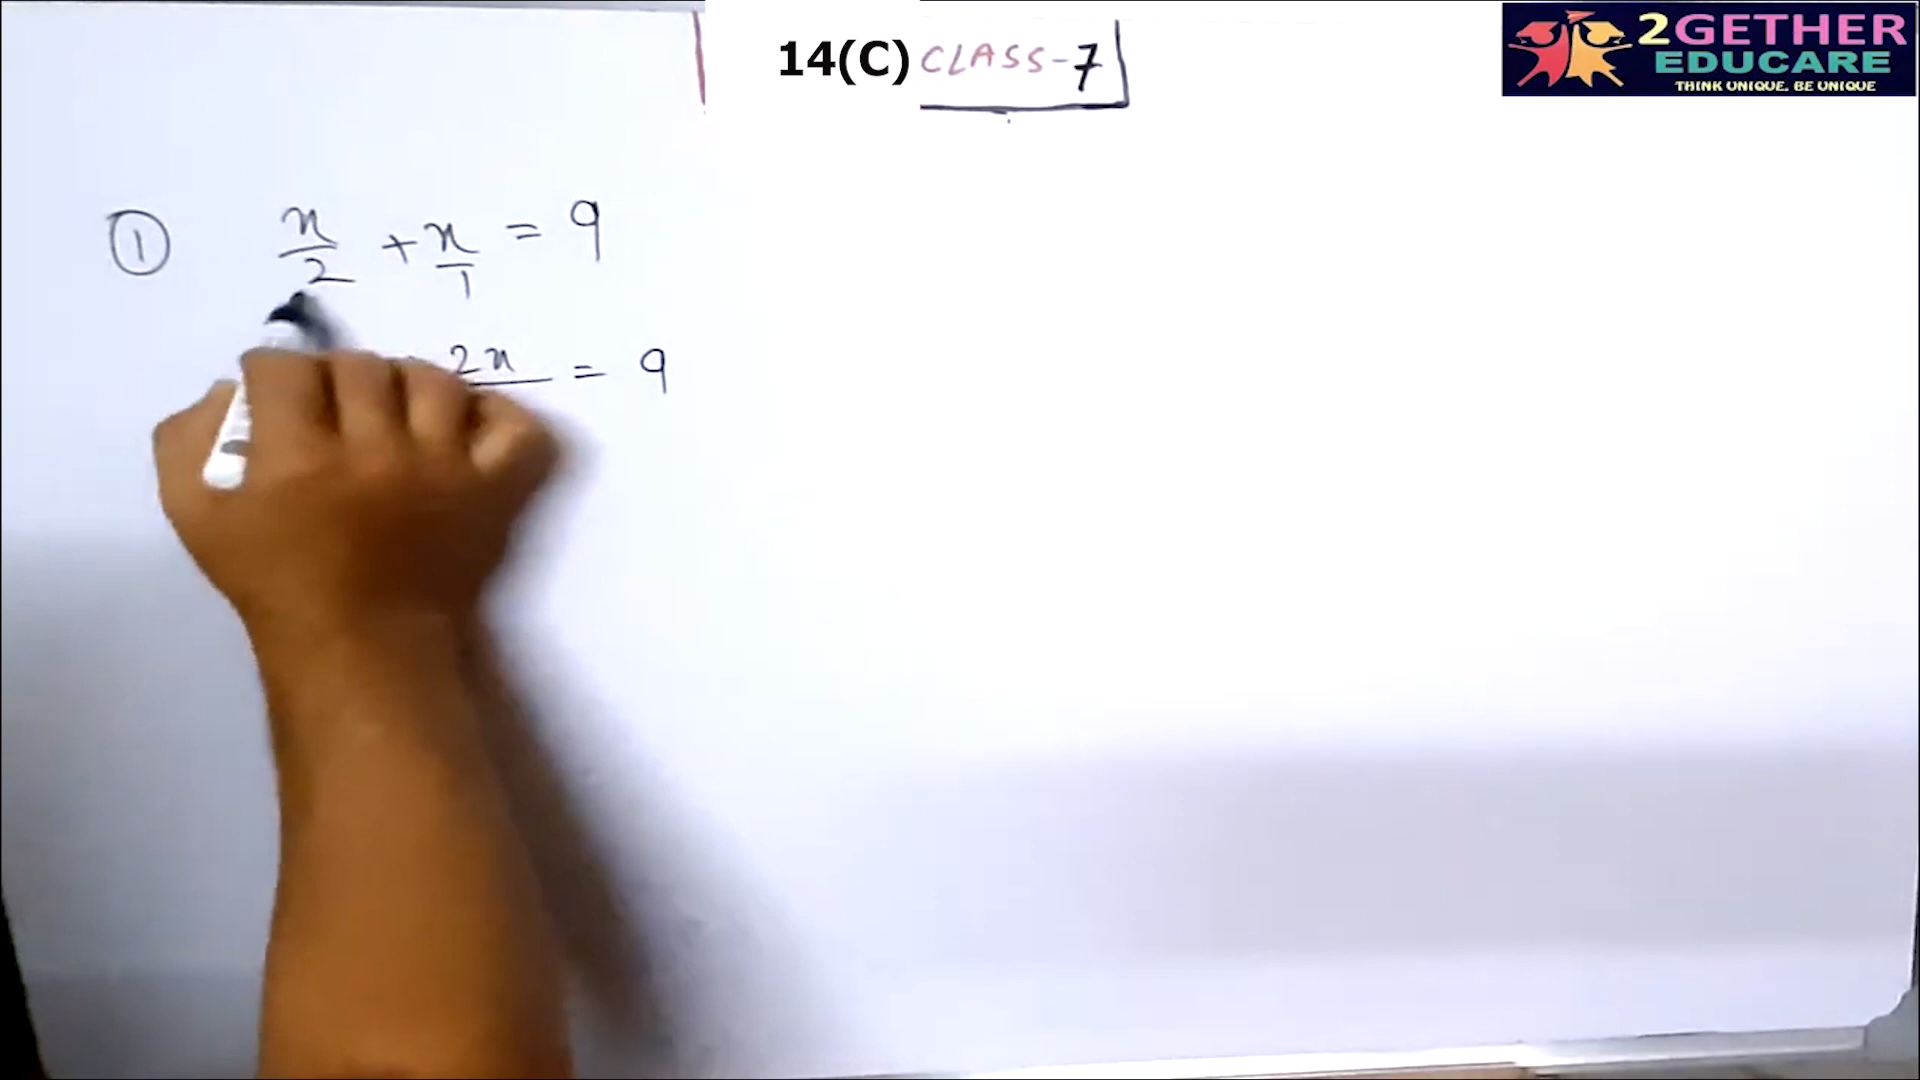 14(C) CLASS-7
2GETHER
EDUCARE
THINK UNIQUE. BE UNIQUE
① x/2 + x/1 = 9
2x = 9